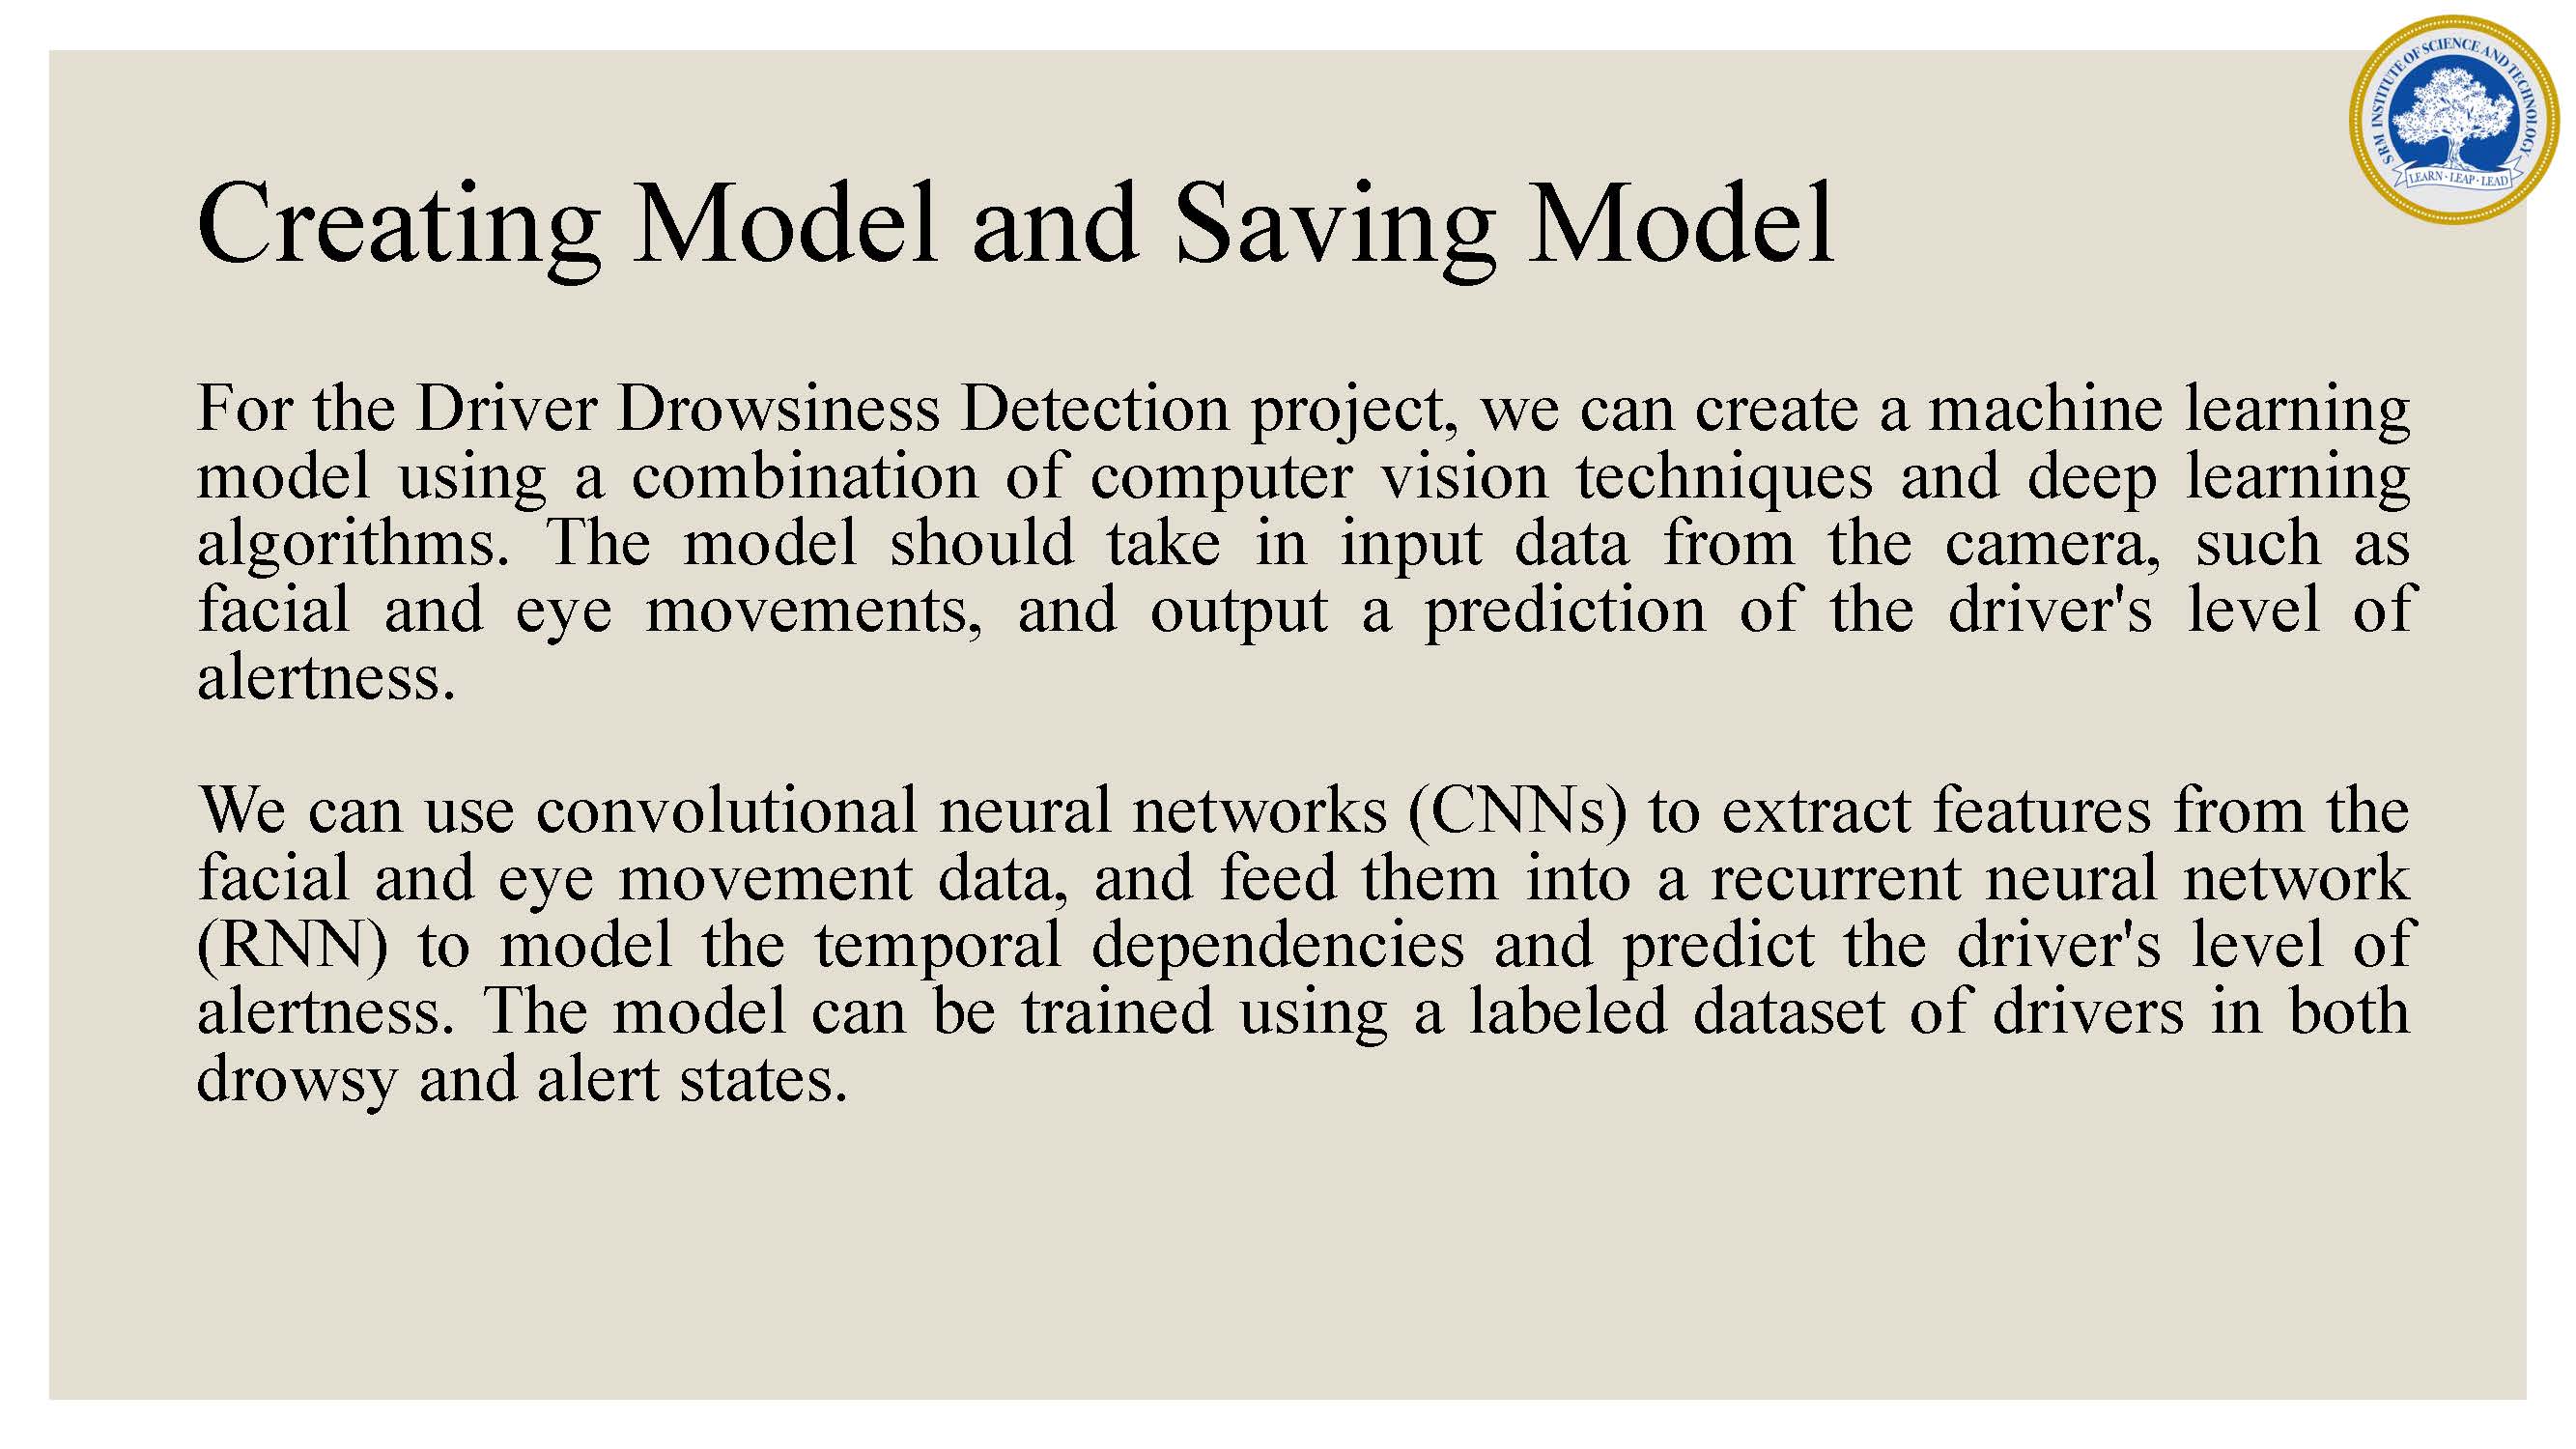 SRM INSTITUTE OF SCIENCE AND TECHNOLOGY
LEARN · LEAP · LEAD
Creating Model and Saving Model
For the Driver Drowsiness Detection project, we can create a machine learning
model using a combination of computer vision techniques and deep learning
algorithms. The model should take in input data from the camera, such as
facial and eye movements, and output a prediction of the driver's level of
alertness.
We can use convolutional neural networks (CNNs) to extract features from the
facial and eye movement data, and feed them into a recurrent neural network
(RNN) to model the temporal dependencies and predict the driver's level of
alertness. The model can be trained using a labeled dataset of drivers in both
drowsy and alert states.